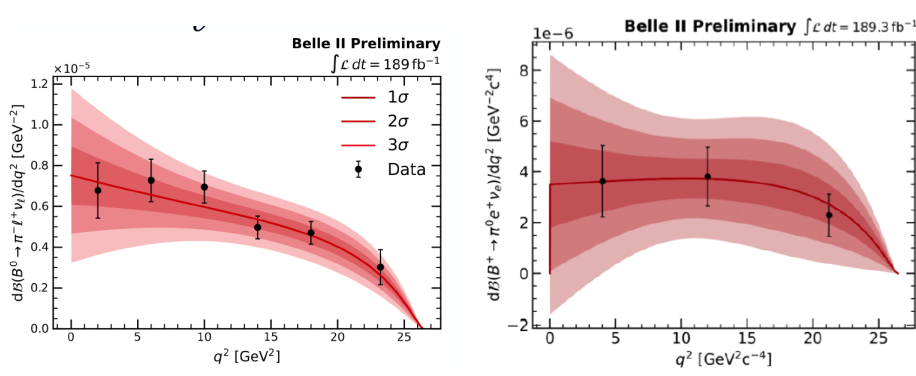 Belle II Preliminary
∫ℒ dt = 189 fb⁻¹
×10⁻⁵
1.2
1.0
0.8
0.6
0.4
0.2
0.0
dℬ(B⁰→π⁻ℓ⁺νℓ)/dq² [GeV⁻²]
1σ
2σ
3σ
Data
0 5 10 15 20 25
q² [GeV²]
Belle II Preliminary ∫ℒ dt = 189.3 fb⁻¹
1e−6
8
6
4
2
0
−2
dℬ(B⁺→π⁰e⁺νₑ)/dq² [GeV⁻²c⁴]
0 5 10 15 20 25
q² [GeV²c⁻⁴]